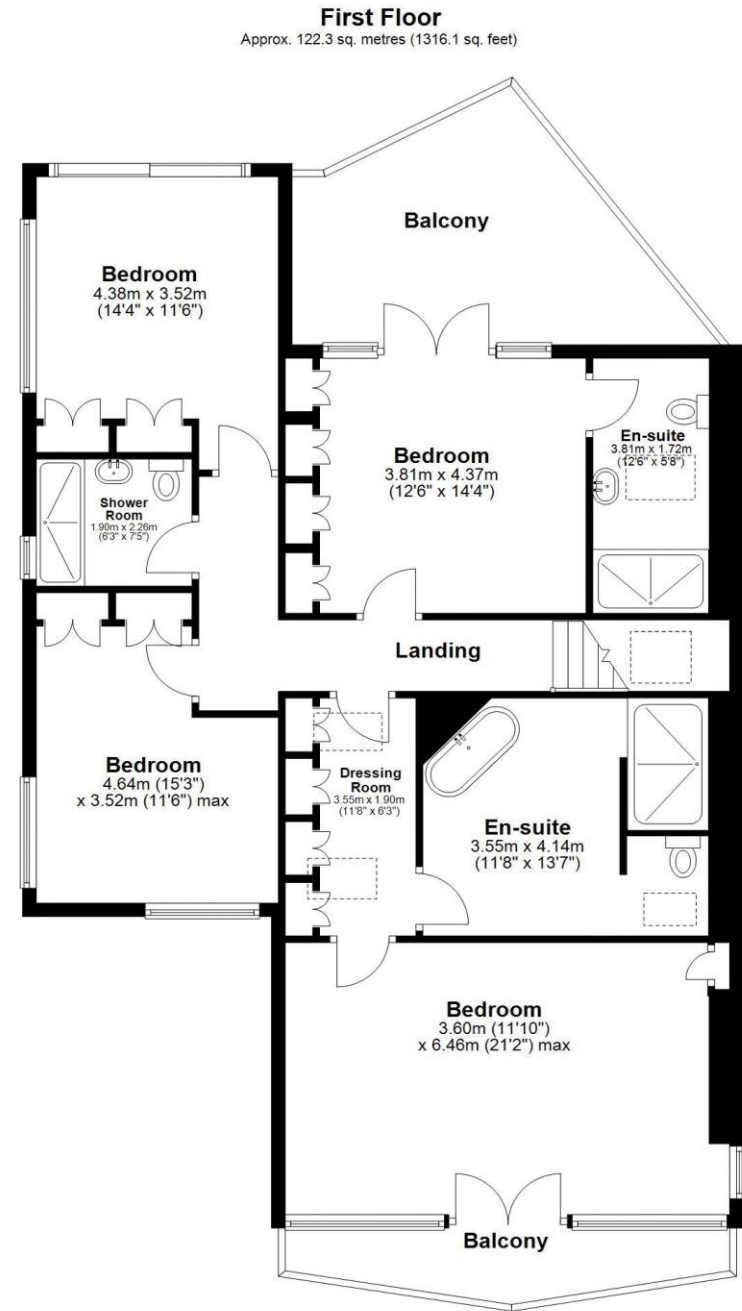 First Floor
Approx. 122.3 sq. metres (1316.1 sq. feet)
Balcony
Bedroom
4.38m x 3.52m
(14'4" x 11'6")
Bedroom
3.81m x 4.37m
(12'6" x 14'4")
En-suite
3.81m x 1.72m
(12'6" x 5'8")
Shower
Room
1.90m x 2.26m
(6'3" x 7'5")
Landing
Bedroom
4.64m (15'3")
x 3.52m (11'6") max
Dressing
Room
3.55m x 1.90m
(11'8" x 6'3")
En-suite
3.55m x 4.14m
(11'8" x 13'7")
Bedroom
3.60m (11'10")
x 6.46m (21'2") max
Balcony